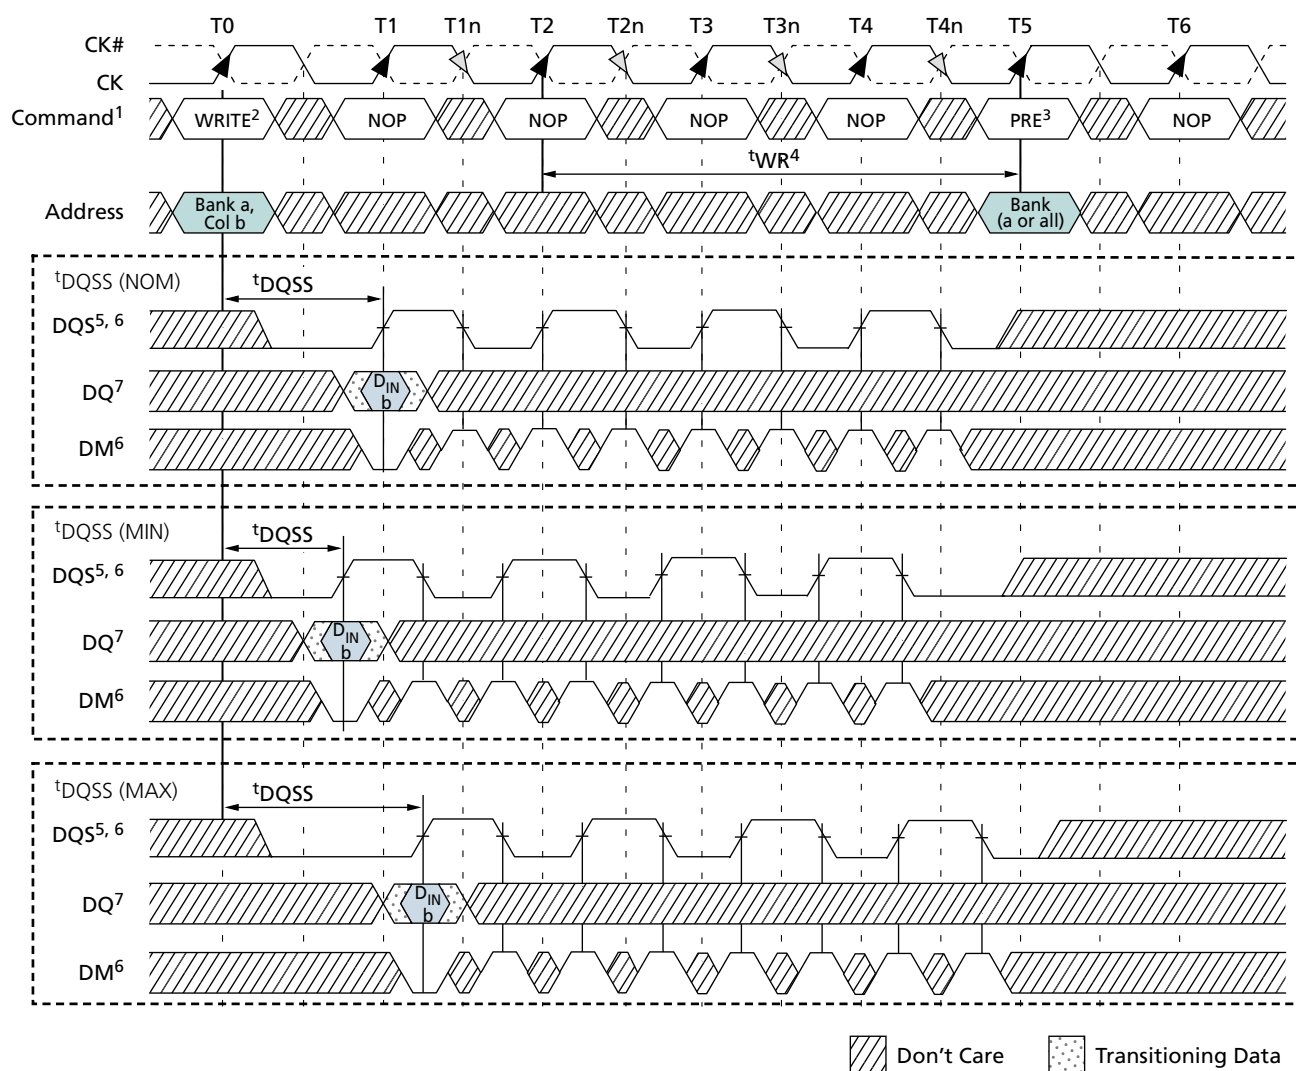 T0 T1 T1n T2 T2n T3 T3n T4 T4n T5 T6
CK#
CK
Command1 WRITE2 NOP NOP NOP NOP PRE3 NOP
tWR4
Address Bank a, Col b Bank (a or all)
tDQSS (NOM) tDQSS
DQS5, 6
DQ7 DIN b
DM6
tDQSS (MIN) tDQSS
DQS5, 6
DQ7 DIN b
DM6
tDQSS (MAX) tDQSS
DQS5, 6
DQ7 DIN b
DM6
Don't Care Transitioning Data